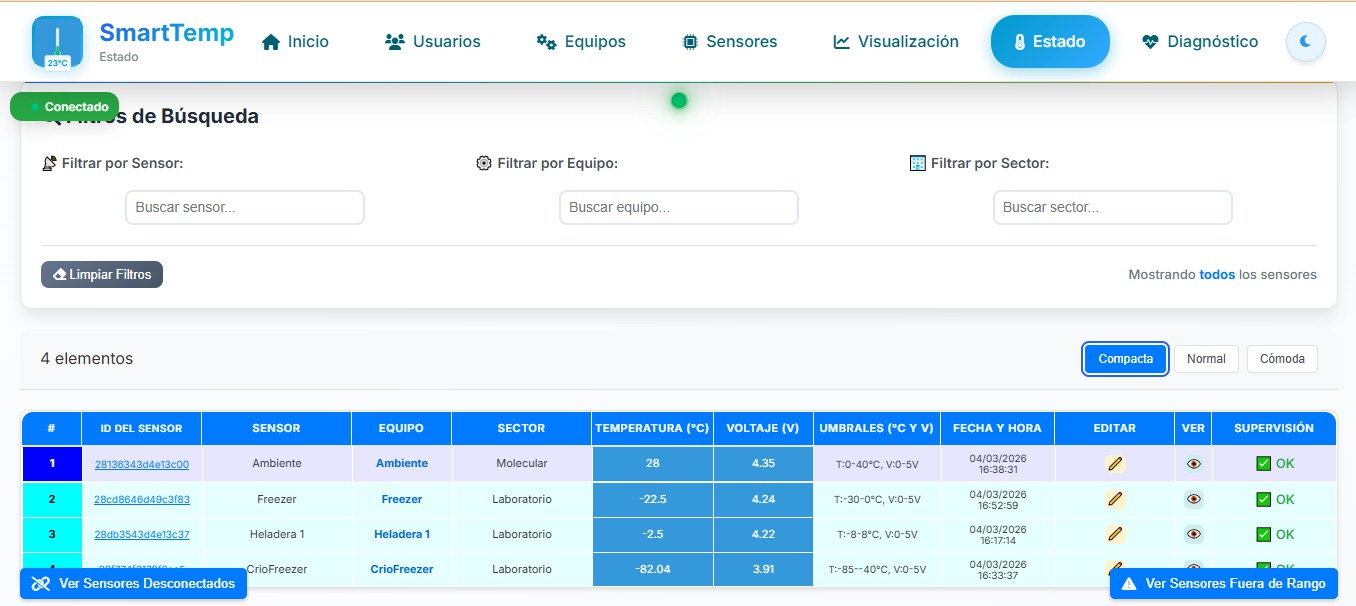 SmartTemp
Estado
23°C
Inicio
Usuarios
Equipos
Sensores
Visualización
Estado
Diagnóstico
Conectado
de Búsqueda
Filtrar por Sensor:
Filtrar por Equipo:
Filtrar por Sector:
Buscar sensor...
Buscar equipo...
Buscar sector...
Limpiar Filtros
Mostrando todos los sensores
4 elementos
Compacta
Normal
Cómoda
# ID DEL SENSOR SENSOR EQUIPO SECTOR TEMPERATURA (°C) VOLTAJE (V) UMBRALES (°C Y V) FECHA Y HORA EDITAR VER SUPERVISIÓN
1 28136343d4e13c00 Ambiente Ambiente Molecular 28 4.35 T:0-40°C, V:0-5V 04/03/2026 16:38:31 OK
2 28cd8646d49c3f83 Freezer Freezer Laboratorio -22.5 4.24 T:-30-0°C, V:0-5V 04/03/2026 16:52:59 OK
3 28db3543d4e13c37 Heladera 1 Heladera 1 Laboratorio -2.5 4.22 T:-8-8°C, V:0-5V 04/03/2026 16:17:14 OK
CrioFreezer CrioFreezer Laboratorio -82.04 3.91 T:-85--40°C, V:0-5V 04/03/2026 16:33:37 OK
Ver Sensores Desconectados
Ver Sensores Fuera de Rango